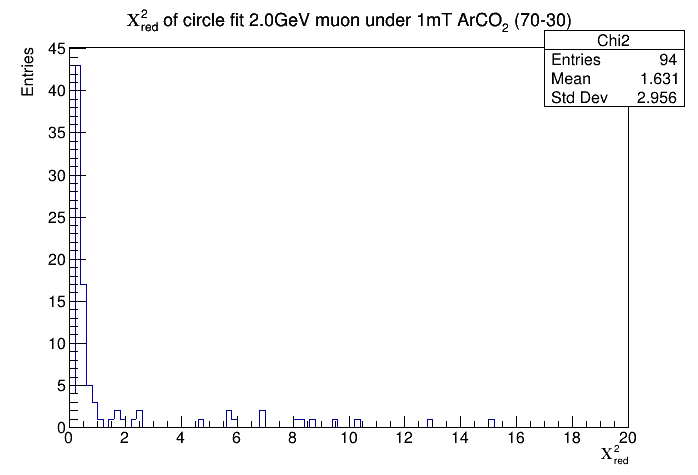 χ²red of circle fit 2.0GeV muon under 1mT ArCO₂ (70-30)
Chi2
Entries 94
Mean 1.631
Std Dev 2.956
Entries
45
40
35
30
25
20
15
10
5
0
0 2 4 6 8 10 12 14 16 18 20
χ²red